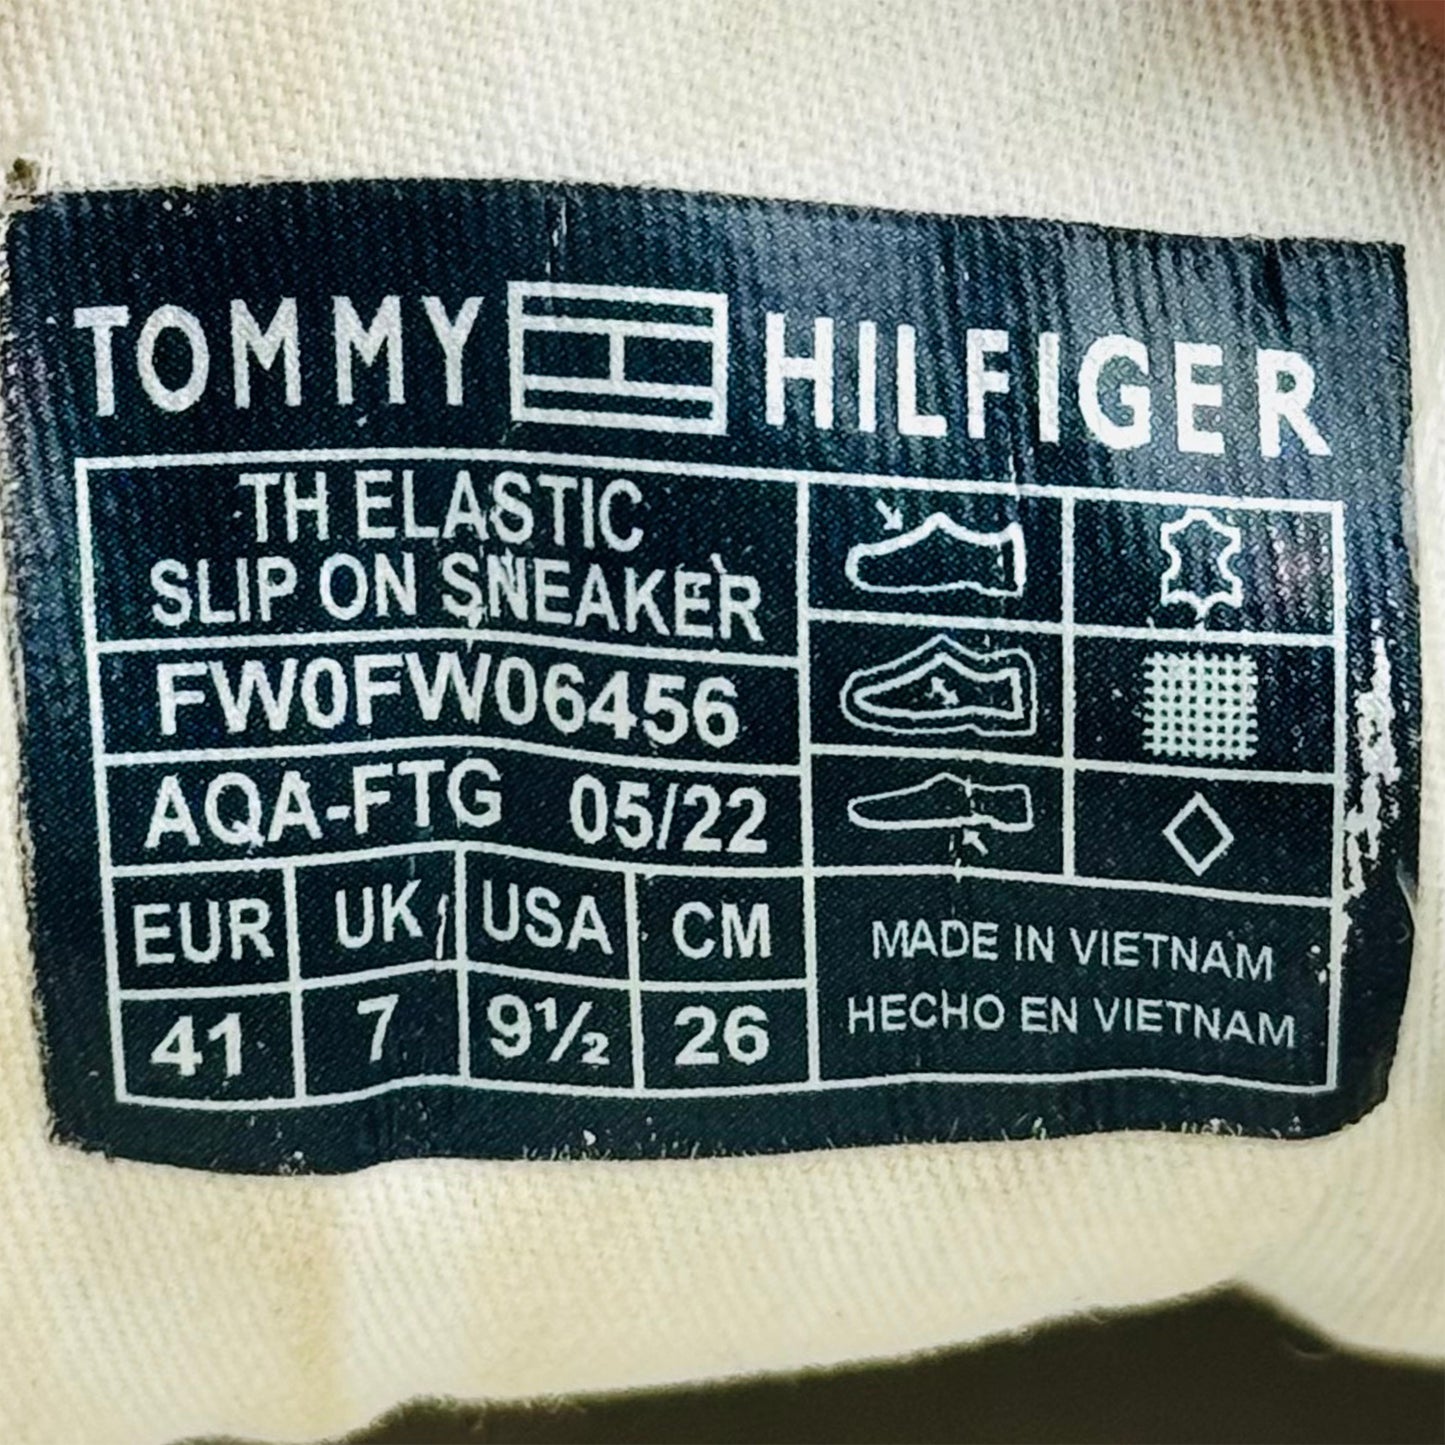 TOMMY HILFIGER
TH ELASTIC
SLIP ON SNEAKER
FW0FW06456
AQA-FTG 05/22
EUR UK USA CM
41 7 9½ 26
MADE IN VIETNAM
HECHO EN VIETNAM